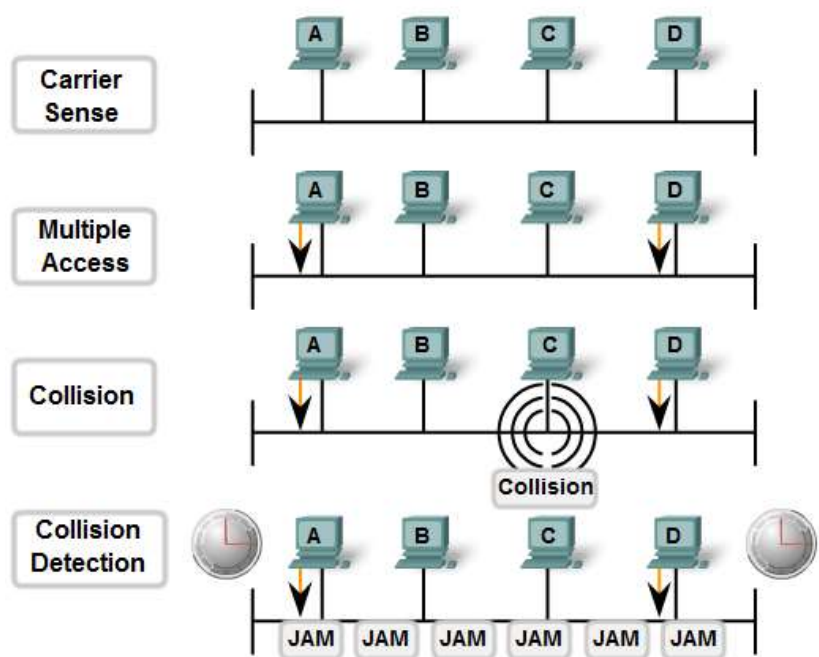 A B C D
Carrier
Sense
A B C D
Multiple
Access
A B C D
Collision
Collision
Collision
Detection
A B C D
JAM JAM JAM JAM JAM JAM